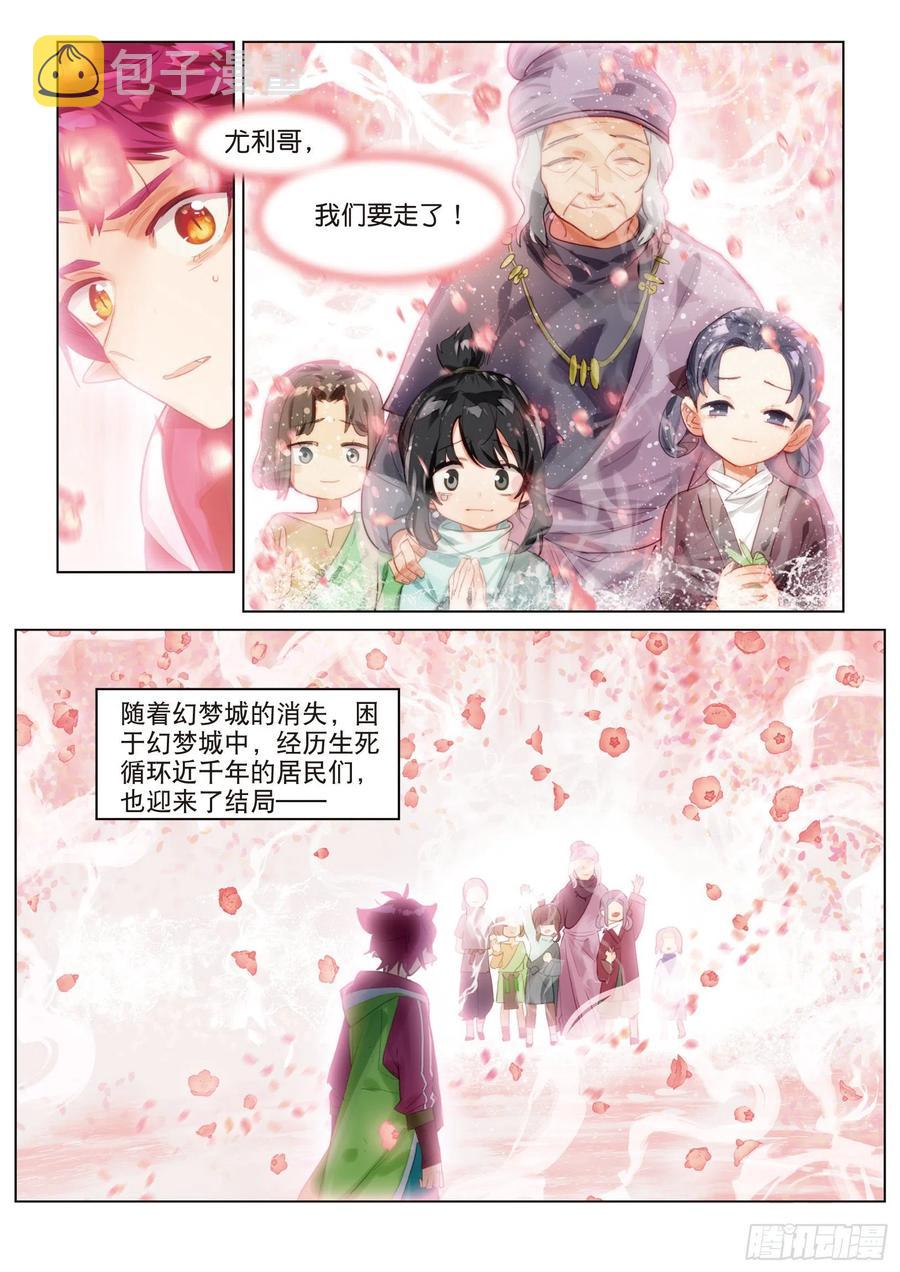 包子漫畫
尤利哥，
我们要走了！
随着幻梦城的消失，困
于幻梦城中，经历生死
循环近千年的居民们，
也迎来了结局——
腾讯动漫